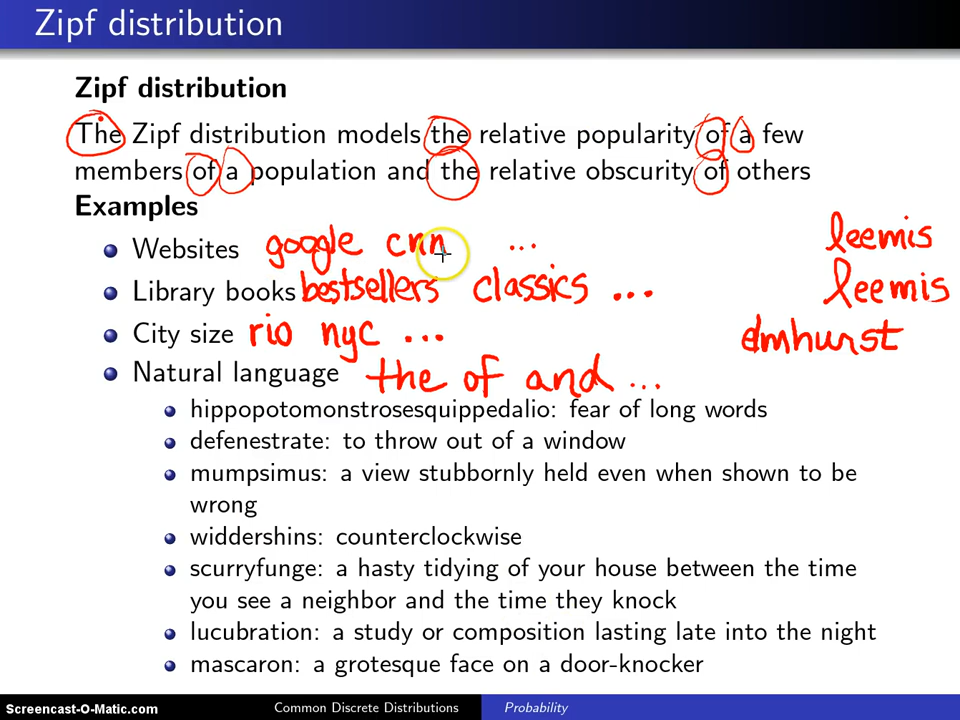 Zipf distribution
Zipf distribution
The Zipf distribution models the relative popularity of a few
members of a population and the relative obscurity of others
Examples
Websites google cnn ... leemis
Library books bestsellers classics ... leemis
City size rio nyc ... elmhurst
Natural language the of and ...
hippopotomonstrosesquippedalio: fear of long words
defenestrate: to throw out of a window
mumpsimus: a view stubbornly held even when shown to be
wrong
widdershins: counterclockwise
scurryfunge: a hasty tidying of your house between the time
you see a neighbor and the time they knock
lucubration: a study or composition lasting late into the night
mascaron: a grotesque face on a door-knocker
Screencast-O-Matic.com Common Discrete Distributions Probability